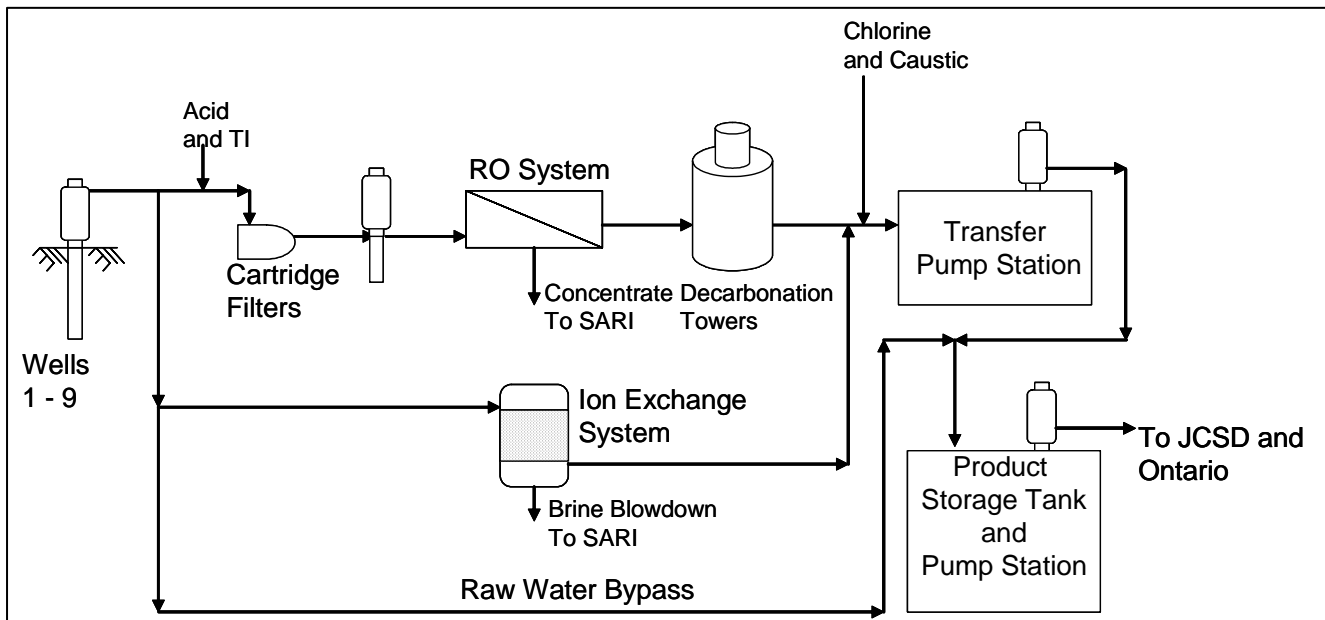 Chlorine
and Caustic
Acid
and TI
RO System
Transfer
Pump Station
Cartridge
Filters
Concentrate
To SARI
Decarbonation
Towers
Wells
1 - 9
Ion Exchange
System
To JCSD and
Ontario
Product
Storage Tank
and
Pump Station
Brine Blowdown
To SARI
Raw Water Bypass